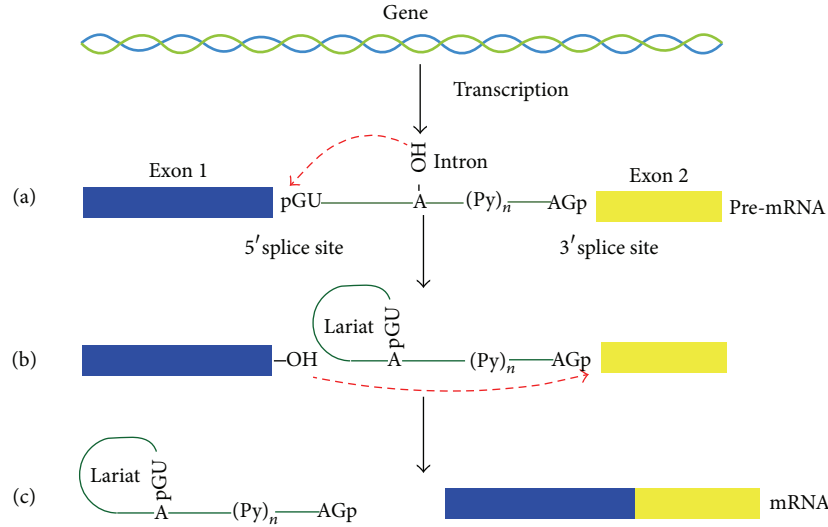 Gene
Transcription
OH
Intron
Exon 1
Exon 2
(a)
pGU
A
(Py)n
AGp
Pre-mRNA
5′ splice site
3′ splice site
Lariat
pGU
(b)
–OH
A
(Py)n
AGp
Lariat
pGU
(c)
A
(Py)n
AGp
mRNA